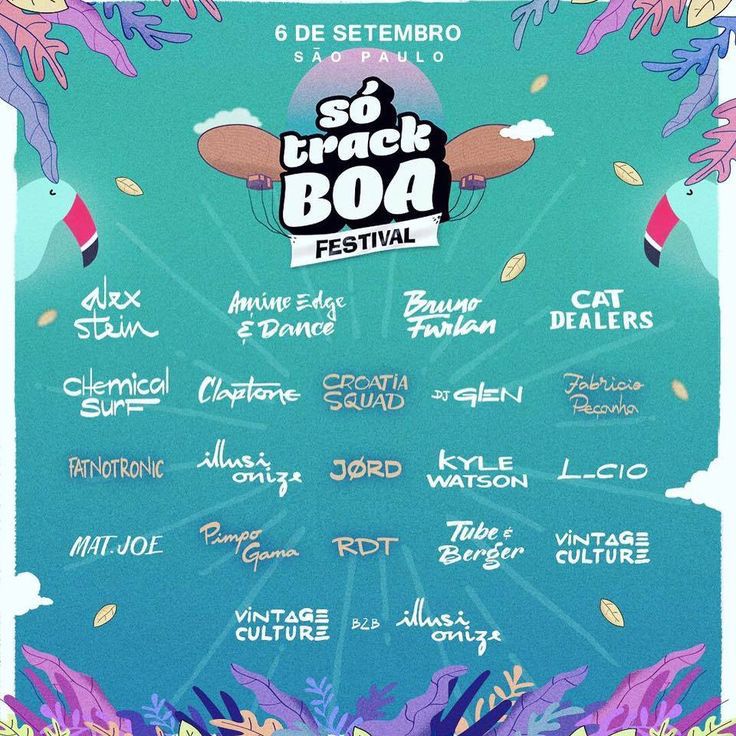 6 DE SETEMBRO
SÃO PAULO
só
track
BOA
FESTIVAL
Alex
Stein
Amine Edge
& Dance
Bruno
Furlan
CAT
DEALERS
CHemical
SURF
Claptone
CROATIA
SQUAD
DJ GLEN
Fabricio
Peçanha
FATNOTRONIC
illusi
onize
JØRD
KYLE
WATSON
L_cio
MAT.JOE
Pimpo
Gama
RDT
Tube &
Berger
VINTAGE
CULTURE
VINTAGE
CULTURE
B2B
illusi
onize